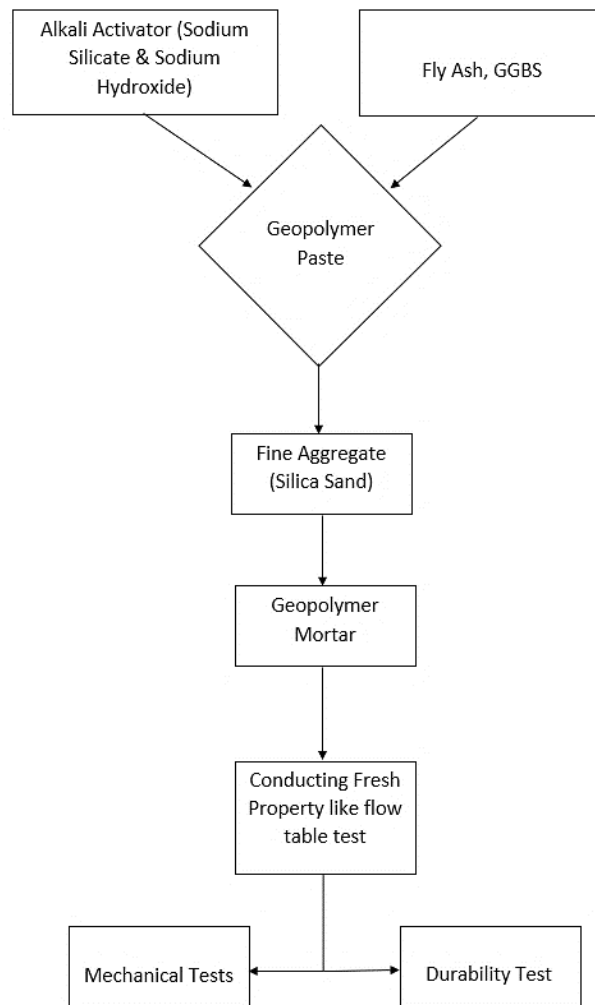 Alkali Activator (Sodium
Silicate & Sodium
Hydroxide)
Fly Ash, GGBS
Geopolymer
Paste
Fine Aggregate
(Silica Sand)
Geopolymer
Mortar
Conducting Fresh
Property like flow
table test
Mechanical Tests
Durability Test